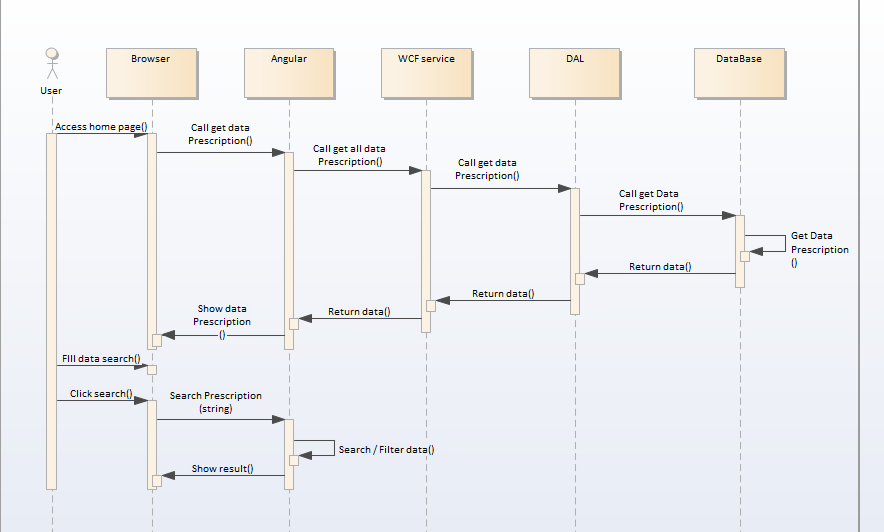 Browser
Angular
WCF service
DAL
DataBase
User
Access home page()
Call get data
Prescription()
Call get all data
Prescription()
Call get data
Prescription()
Call get Data
Prescription()
Get Data
Prescription
()
Return data()
Return data()
Return data()
Show data
Prescription
()
Fill data search()
Click search()
Search Prescription
(string)
Search / Filter data()
Show result()